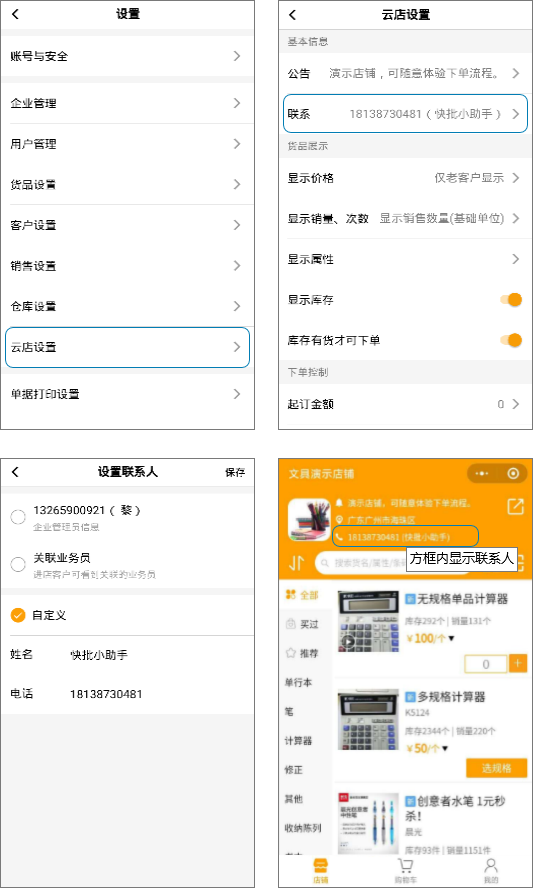 设置
账号与安全
企业管理
用户管理
货品设置
客户设置
销售设置
仓库设置
云店设置
单据打印设置
云店设置
基本信息
公告 演示店铺，可随意体验下单流程。
联系 18138730481（快批小助手）
货品展示
显示价格 仅老客户显示
显示销量、次数 显示销售数量(基础单位)
显示属性
显示库存
库存有货才可下单
下单控制
起订金额 0
设置联系人 保存
13265900921（黎）
企业管理员信息
关联业务员
进店客户可看到关联的业务员
自定义
姓名 快批小助手
电话 18138730481
文具演示店铺
演示店铺，可随意体验下单流程。
广东广州市海珠区
18138730481 (快批小助手)
方框内显示联系人
搜索货名/属性/条
全部
买过
推荐
单行本
笔
计算器
修正
其他
收纳陈列
新 无规格单品计算器
库存292个 | 销量131个
¥100/个
0 +
新 多规格计算器
K5124
库存2344个 | 销量220个
¥50/个
选规格
新 创意者水笔 1元秒
杀！
晨光
库存93件 | 销量1151件
店铺 购物车 我的